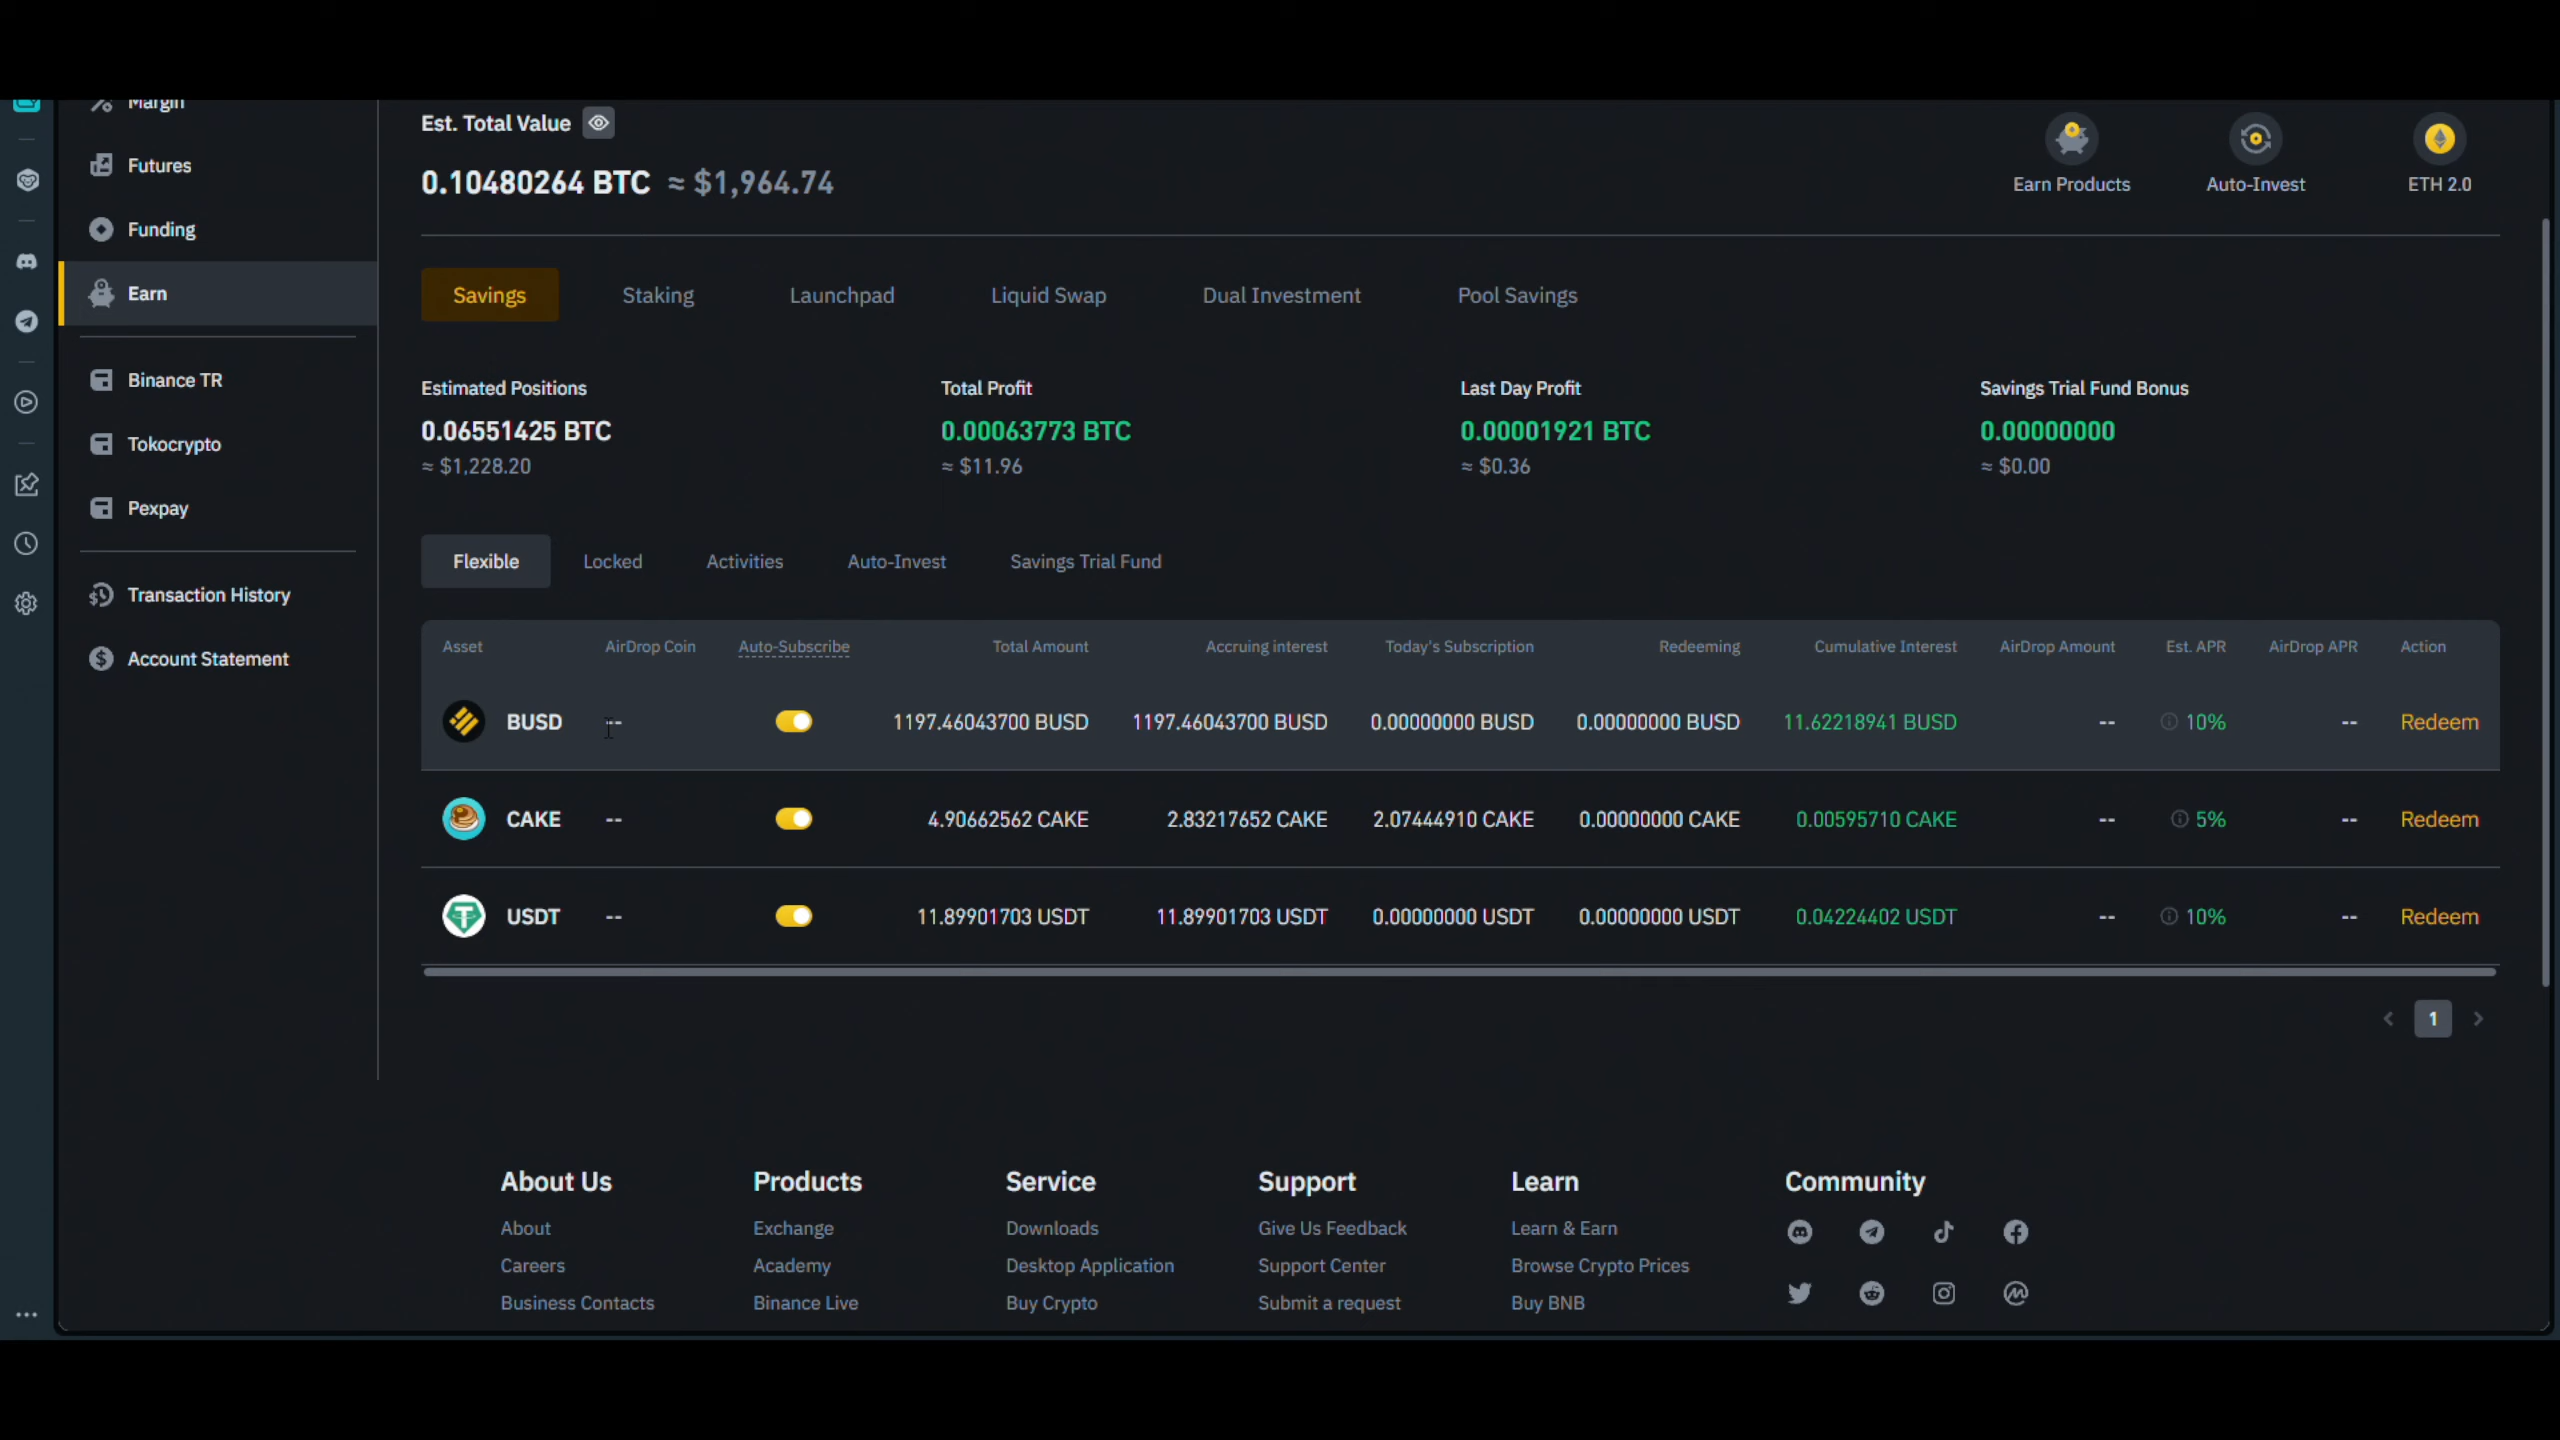 Margin
Futures
Funding
Earn
Binance TR
Tokocrypto
Pexpay
Transaction History
Account Statement
Est. Total Value
0.10480264 BTC ≈ $1,964.74
Earn Products Auto-Invest ETH 2.0
Savings Staking Launchpad Liquid Swap Dual Investment Pool Savings
Estimated Positions Total Profit Last Day Profit Savings Trial Fund Bonus
0.06551425 BTC 0.00063773 BTC 0.00001921 BTC 0.00000000
≈ $1,228.20 ≈ $11.96 ≈ $0.36 ≈ $0.00
Flexible Locked Activities Auto-Invest Savings Trial Fund
Asset AirDrop Coin Auto-Subscribe Total Amount Accruing interest Today's Subscription Redeeming Cumulative Interest AirDrop Amount Est. APR AirDrop APR Action
BUSD -- 1197.46043700 BUSD 1197.46043700 BUSD 0.00000000 BUSD 0.00000000 BUSD 11.62218941 BUSD -- 10% -- Redeem
CAKE -- 4.90662562 CAKE 2.83217652 CAKE 2.07444910 CAKE 0.00000000 CAKE 0.00595710 CAKE -- 5% -- Redeem
USDT -- 11.89901703 USDT 11.89901703 USDT 0.00000000 USDT 0.00000000 USDT 0.04224402 USDT -- 10% -- Redeem
1
About Us Products Service Support Learn Community
About Exchange Downloads Give Us Feedback Learn & Earn
Careers Academy Desktop Application Support Center Browse Crypto Prices
Business Contacts Binance Live Buy Crypto Submit a request Buy BNB